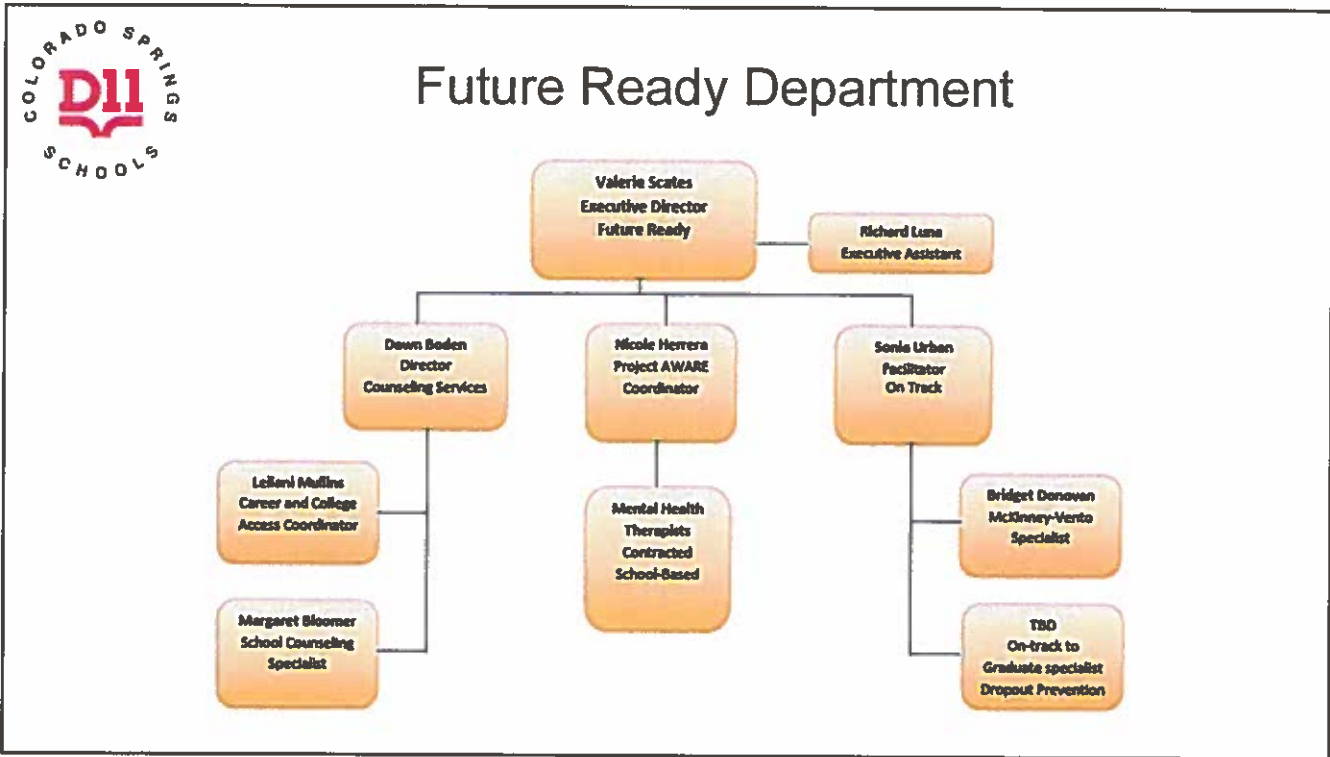 COLORADO SPRINGS
D11
SCHOOLS
Future Ready Department
Valerie Scates
Executive Director
Future Ready
Richard Luna
Executive Assistant
Dawn Boden
Director
Counseling Services
Nicole Herrera
Project AWARE
Coordinator
Sonia Urban
Facilitator
On Track
Leilani Mullins
Career and College
Access Coordinator
Mental Health
Therapists
Contracted
School-Based
Bridget Donovan
McKinney-Vento
Specialist
Margaret Bloomer
School Counseling
Specialist
TBD
On-track to
Graduate specialist
Dropout Prevention